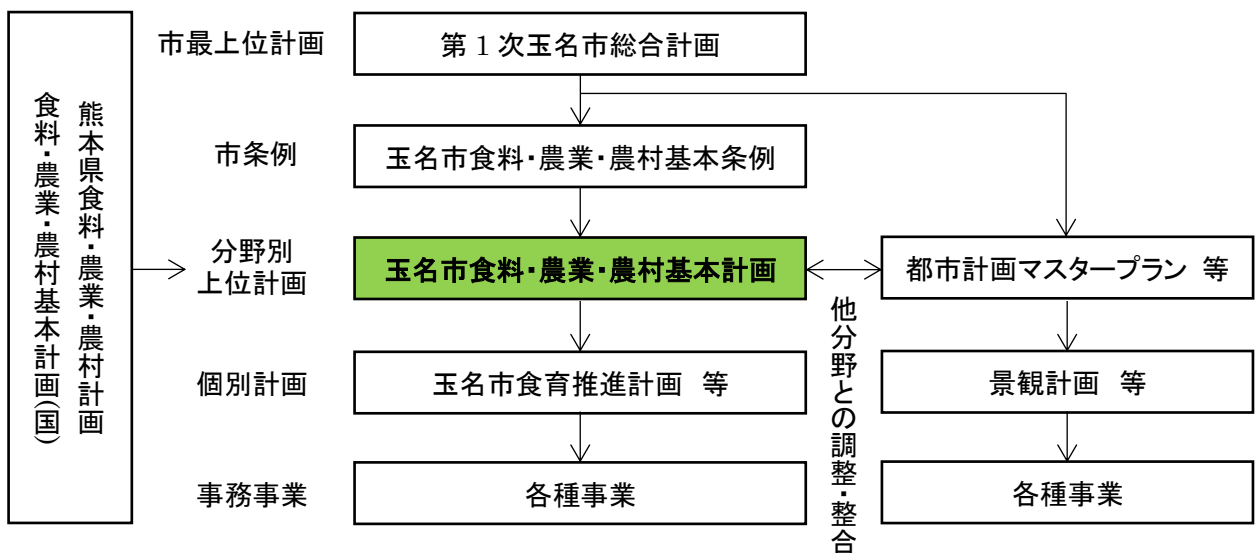 熊本県食料・農業・農村計画
食料・農業・農村基本計画(国)
市最上位計画
第1次玉名市総合計画
市条例
玉名市食料・農業・農村基本条例
分野別
上位計画
玉名市食料・農業・農村基本計画
都市計画マスタープラン 等
他分野との調整・整合
個別計画
玉名市食育推進計画 等
景観計画 等
事務事業
各種事業
各種事業